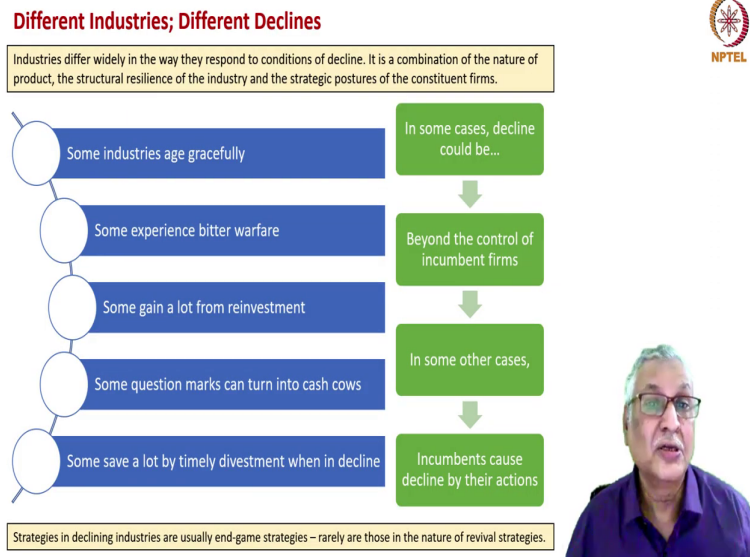 Different Industries; Different Declines
NPTEL
Industries differ widely in the way they respond to conditions of decline. It is a combination of the nature of
product, the structural resilience of the industry and the strategic postures of the constituent firms.
Some industries age gracefully
Some experience bitter warfare
Some gain a lot from reinvestment
Some question marks can turn into cash cows
Some save a lot by timely divestment when in decline
In some cases, decline
could be...
Beyond the control of
incumbent firms
In some other cases,
Incumbents cause
decline by their actions
Strategies in declining industries are usually end-game strategies – rarely are those in the nature of revival strategies.